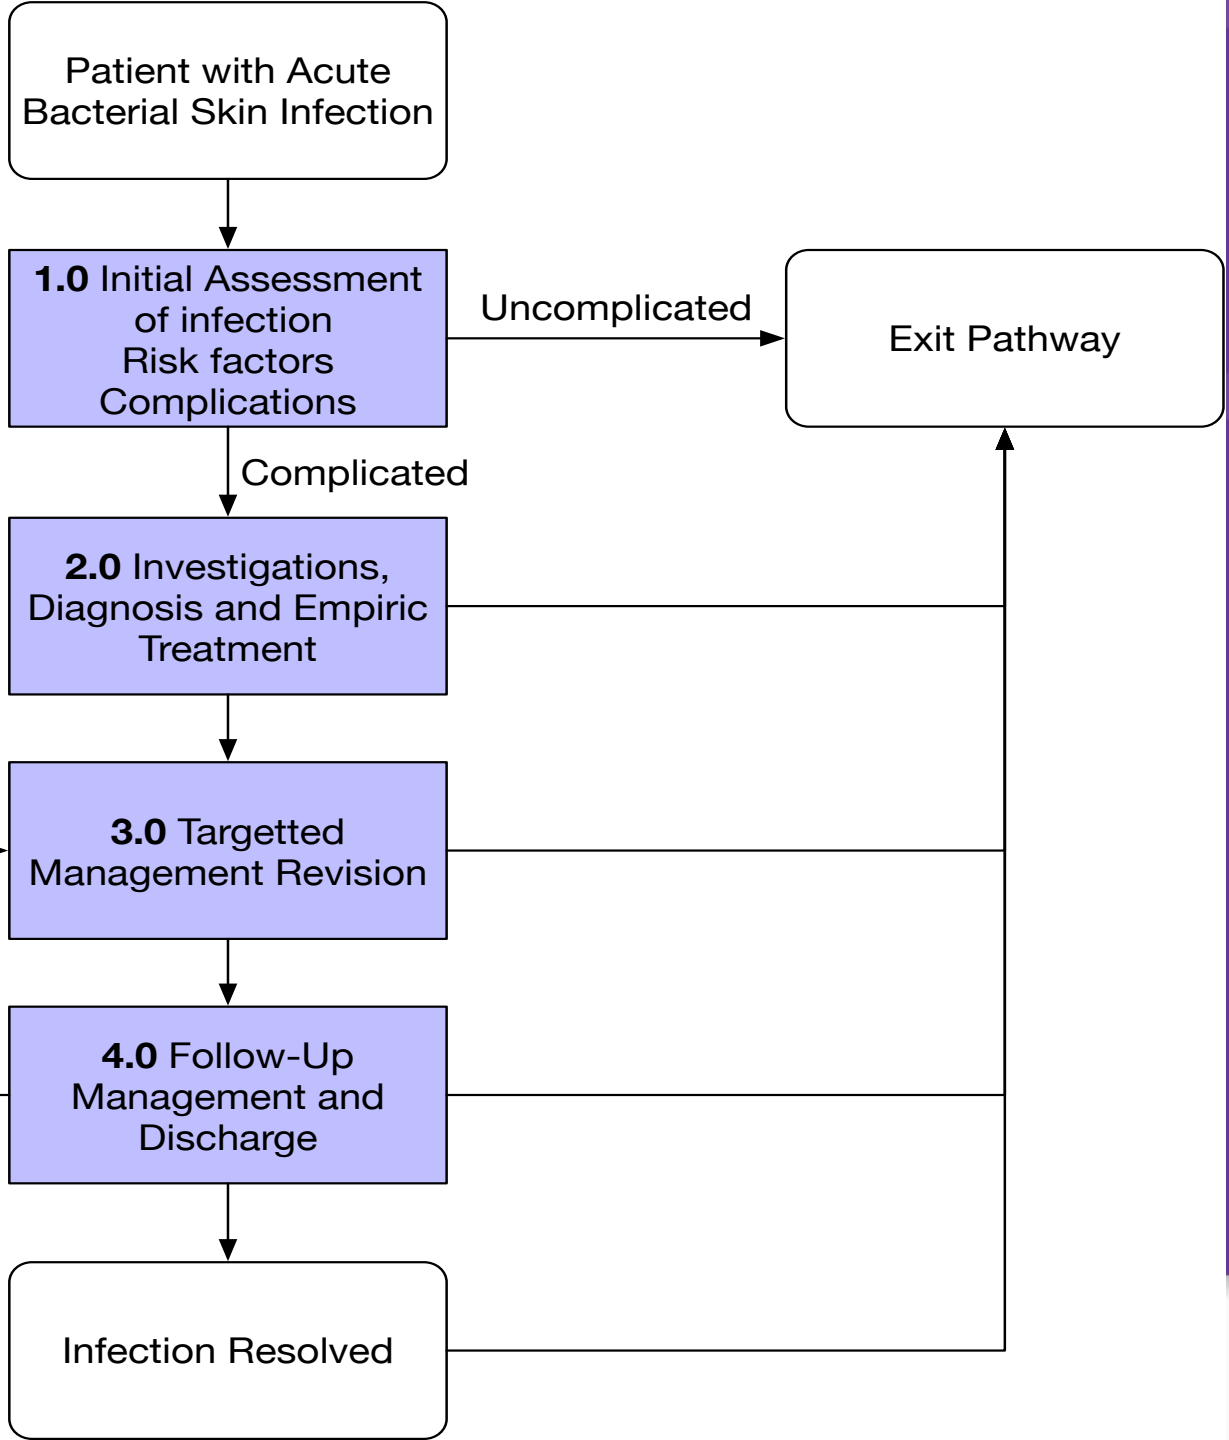 Patient with Acute
Bacterial Skin Infection
1.0 Initial Assessment
of infection
Risk factors
Complications
Uncomplicated
Exit Pathway
Complicated
2.0 Investigations,
Diagnosis and Empiric
Treatment
3.0 Targetted
Management Revision
4.0 Follow-Up
Management and
Discharge
Infection Resolved